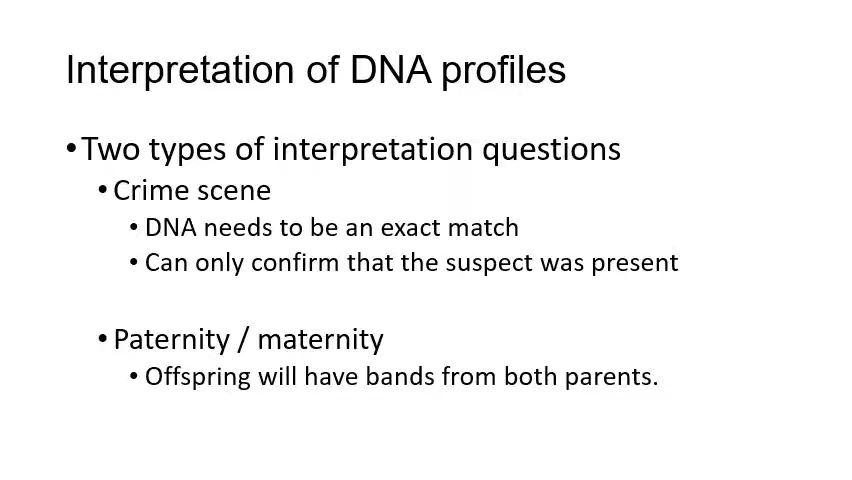 Interpretation of DNA profiles
•Two types of interpretation questions
• Crime scene
• DNA needs to be an exact match
• Can only confirm that the suspect was present
• Paternity / maternity
• Offspring will have bands from both parents.